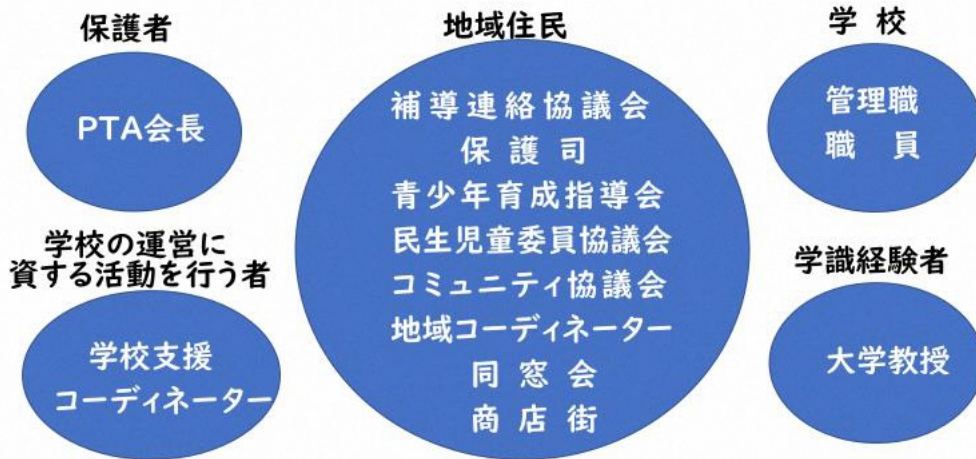 保護者
PTA会長
学校の運営に
資する活動を行う者
学校支援
コーディネーター
地域住民
補導連絡協議会
保護司
青少年育成指導会
民生児童委員協議会
コミュニティ協議会
地域コーディネーター
同窓会
商店街
学校
管理職
職員
学識経験者
大学教授